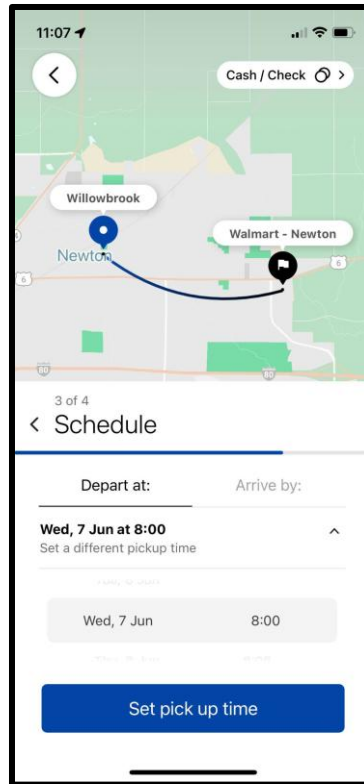 11:07
Cash / Check
Willowbrook
Walmart - Newton
Newton
6
6
6
80
80
3 of 4
Schedule
Depart at:
Arrive by:
Wed, 7 Jun at 8:00
Set a different pickup time
Wed, 7 Jun
8:00
Set pick up time